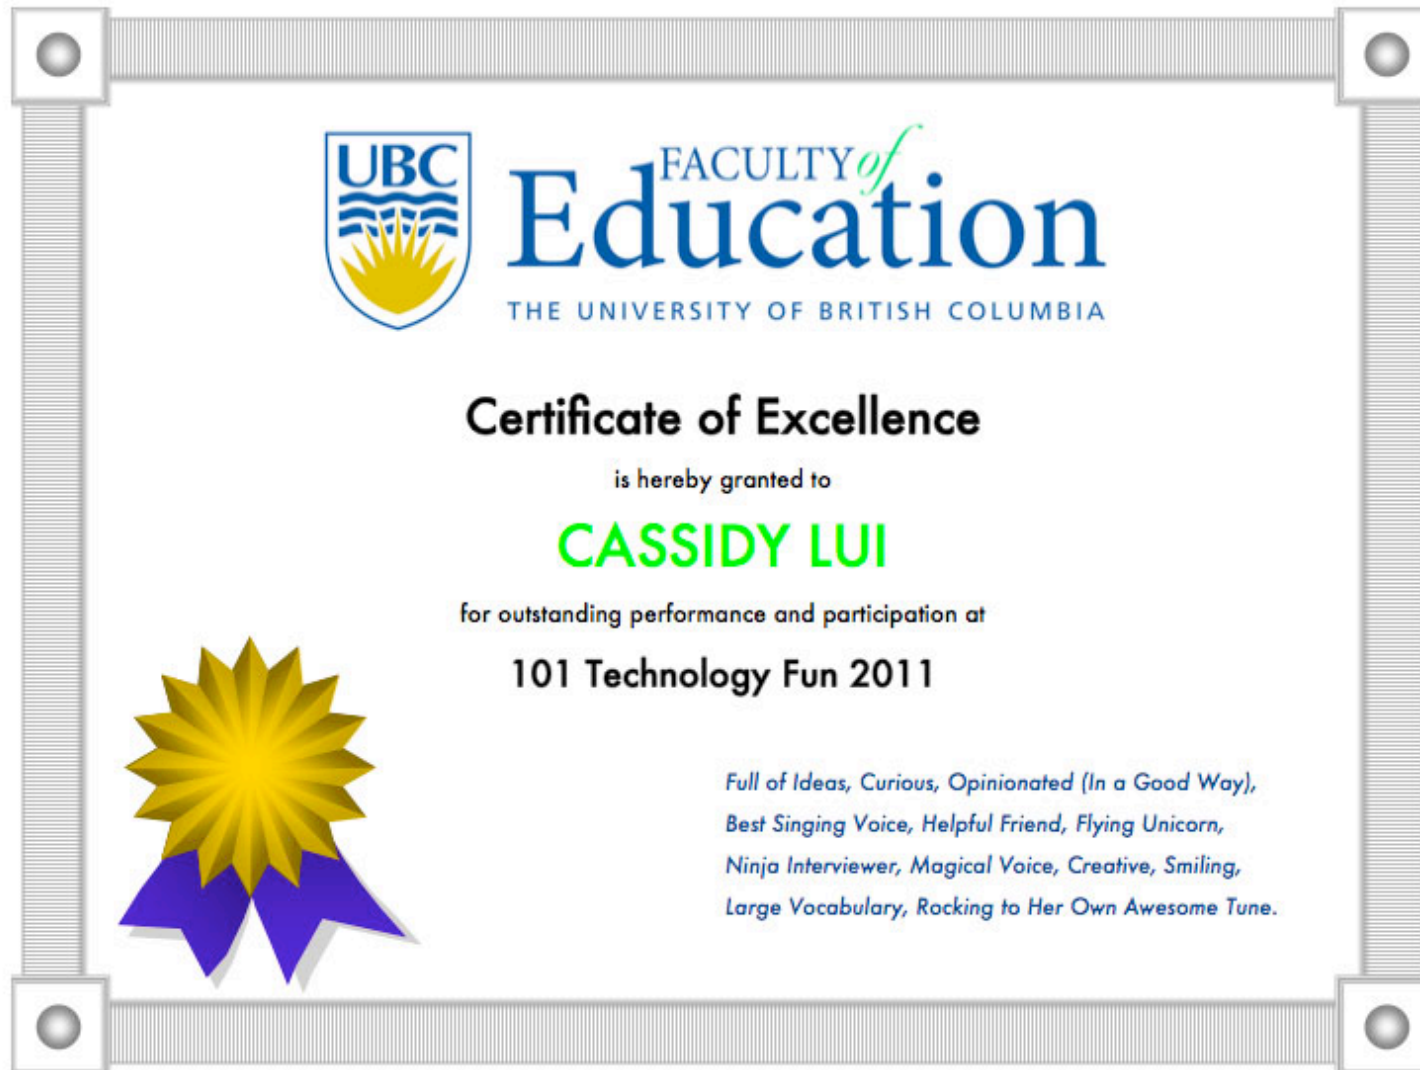 UBC
FACULTY of
Education
THE UNIVERSITY OF BRITISH COLUMBIA
Certificate of Excellence
is hereby granted to
CASSIDY LUI
for outstanding performance and participation at
101 Technology Fun 2011
Full of Ideas, Curious, Opinionated (In a Good Way),
Best Singing Voice, Helpful Friend, Flying Unicorn,
Ninja Interviewer, Magical Voice, Creative, Smiling,
Large Vocabulary, Rocking to Her Own Awesome Tune.